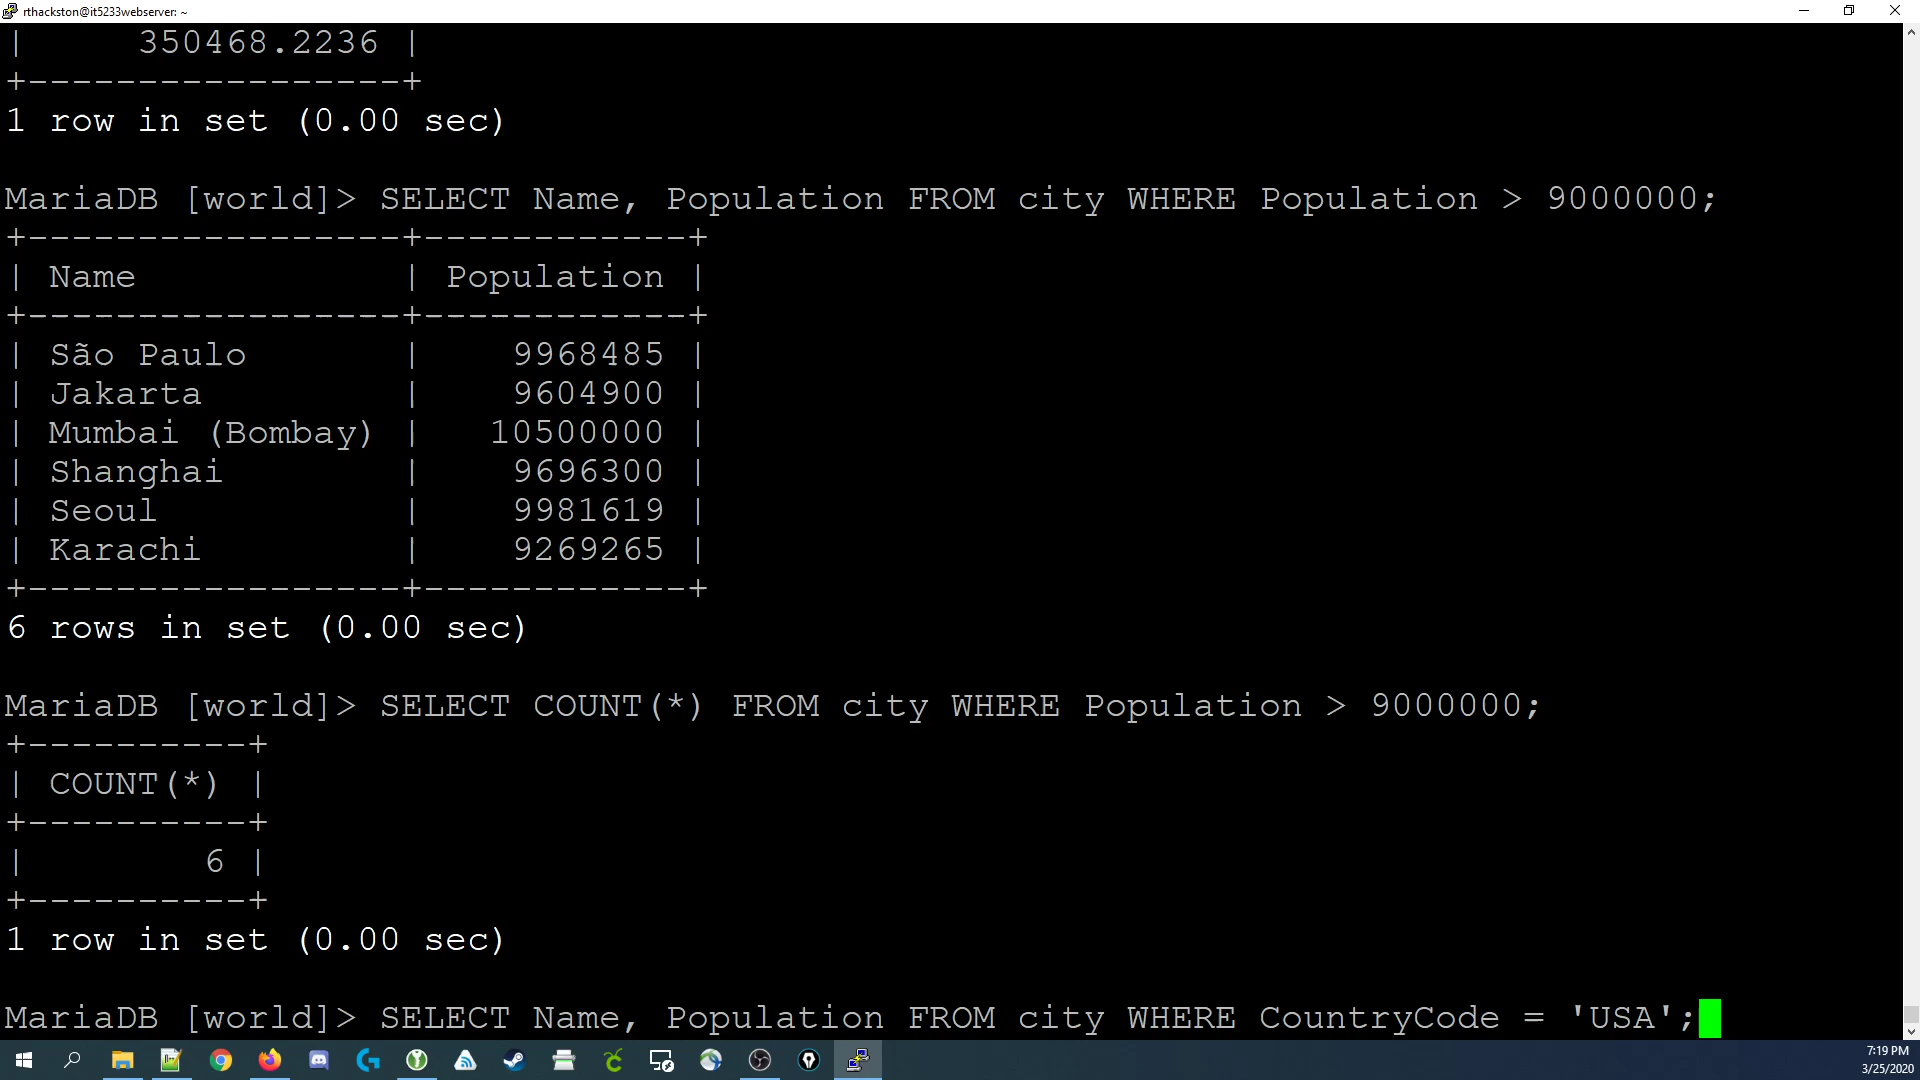 rthackston@it5233webserver: ~
|     350468.2236 |
+-----------------+
1 row in set (0.00 sec)
MariaDB [world]> SELECT Name, Population FROM city WHERE Population > 9000000;
+-----------------+------------+
| Name            | Population |
+-----------------+------------+
| São Paulo       |    9968485 |
| Jakarta         |    9604900 |
| Mumbai (Bombay) |   10500000 |
| Shanghai        |    9696300 |
| Seoul           |    9981619 |
| Karachi         |    9269265 |
+-----------------+------------+
6 rows in set (0.00 sec)
MariaDB [world]> SELECT COUNT(*) FROM city WHERE Population > 9000000;
+----------+
| COUNT(*) |
+----------+
|        6 |
+----------+
1 row in set (0.00 sec)
MariaDB [world]> SELECT Name, Population FROM city WHERE CountryCode = 'USA';
7:19 PM
3/25/2020